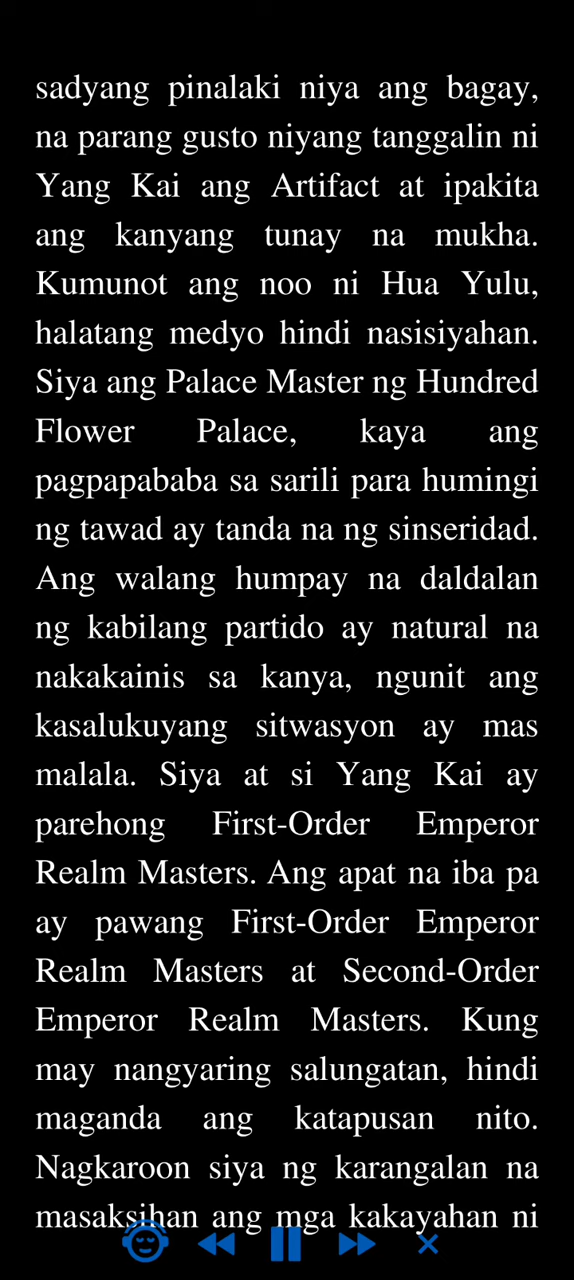 sadyang pinalaki niya ang bagay,
na parang gusto niyang tanggalin ni
Yang Kai ang Artifact at ipakita
ang kanyang tunay na mukha.
Kumunot ang noo ni Hua Yulu,
halatang medyo hindi nasisiyahan.
Siya ang Palace Master ng Hundred
Flower Palace, kaya ang
pagpapababa sa sarili para humingi
ng tawad ay tanda na ng sinseridad.
Ang walang humpay na daldalan
ng kabilang partido ay natural na
nakakainis sa kanya, ngunit ang
kasalukuyang sitwasyon ay mas
malala. Siya at si Yang Kai ay
parehong First-Order Emperor
Realm Masters. Ang apat na iba pa
ay pawang First-Order Emperor
Realm Masters at Second-Order
Emperor Realm Masters. Kung
may nangyaring salungatan, hindi
maganda ang katapusan nito.
Nagkaroon siya ng karangalan na
masaksihan ang mga kakayahan ni